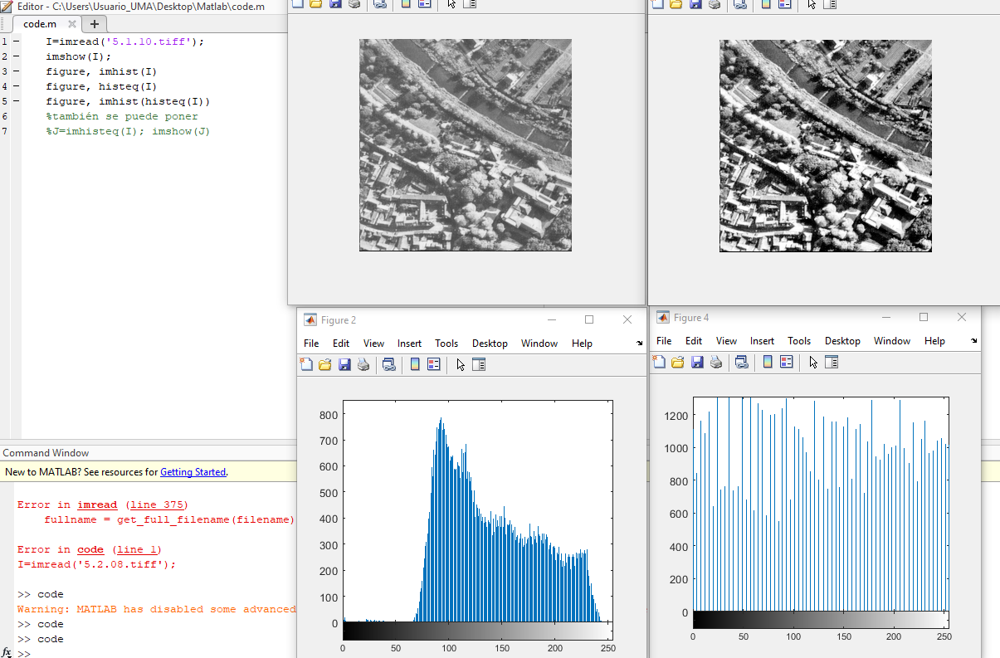 Editor - C:\Users\Usuario_UMA\Desktop\Matlab\code.m
code.m
1 I=imread('5.1.10.tiff');
2 imshow(I);
3 figure, imhist(I)
4 figure, histeq(I)
5 figure, imhist(histeq(I))
6 %también se puede poner
7 %J=imhisteq(I); imshow(J)
Command Window
New to MATLAB? See resources for Getting Started.
Error in imread (line 375)
fullname = get_full_filename(filename)
Error in code (line 1)
I=imread('5.2.08.tiff');
>> code
Warning: MATLAB has disabled some advanced
>> code
>> code
fx >>
Figure 2
File Edit View Insert Tools Desktop Window Help
800
700
600
500
400
300
200
100
0
0 50 100 150 200 250
Figure 4
File Edit View Insert Tools Desktop Window Help
1200
1000
800
600
400
200
0
0 50 100 150 200 250